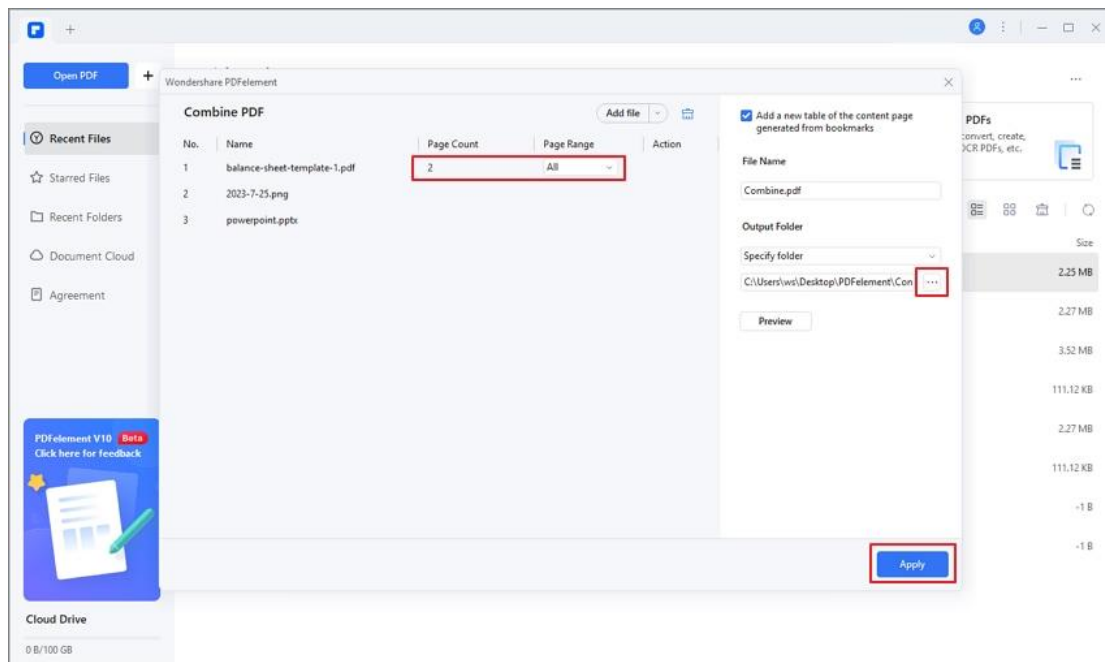 Open PDF
Recent Files
Starred Files
Recent Folders
Document Cloud
Agreement
PDFelement V10 Beta
Click here for feedback
Cloud Drive
0 B/100 GB
Wondershare PDFelement
Combine PDF
Add file
No. Name Page Count Page Range Action
1 balance-sheet-template-1.pdf 2 All
2 2023-7-25.png
3 powerpoint.pptx
Add a new table of the content page
generated from bookmarks
File Name
Combine.pdf
Output Folder
Specify folder
C:\Users\ws\Desktop\PDFelement\Con
...
Preview
Apply
...
PDFs
convert, create,
OCR PDFs, etc.
Size
2.25 MB
2.27 MB
3.52 MB
111.12 KB
2.27 MB
111.12 KB
-1 B
-1 B